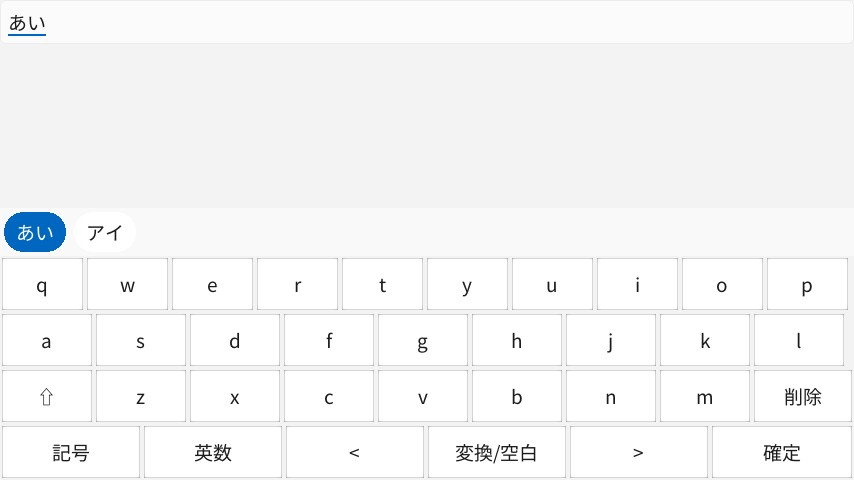 あい
あい アイ
q w e r t y u i o p
a s d f g h j k l
⇧ z x c v b n m 削除
記号 英数 < 変換/空白 > 確定